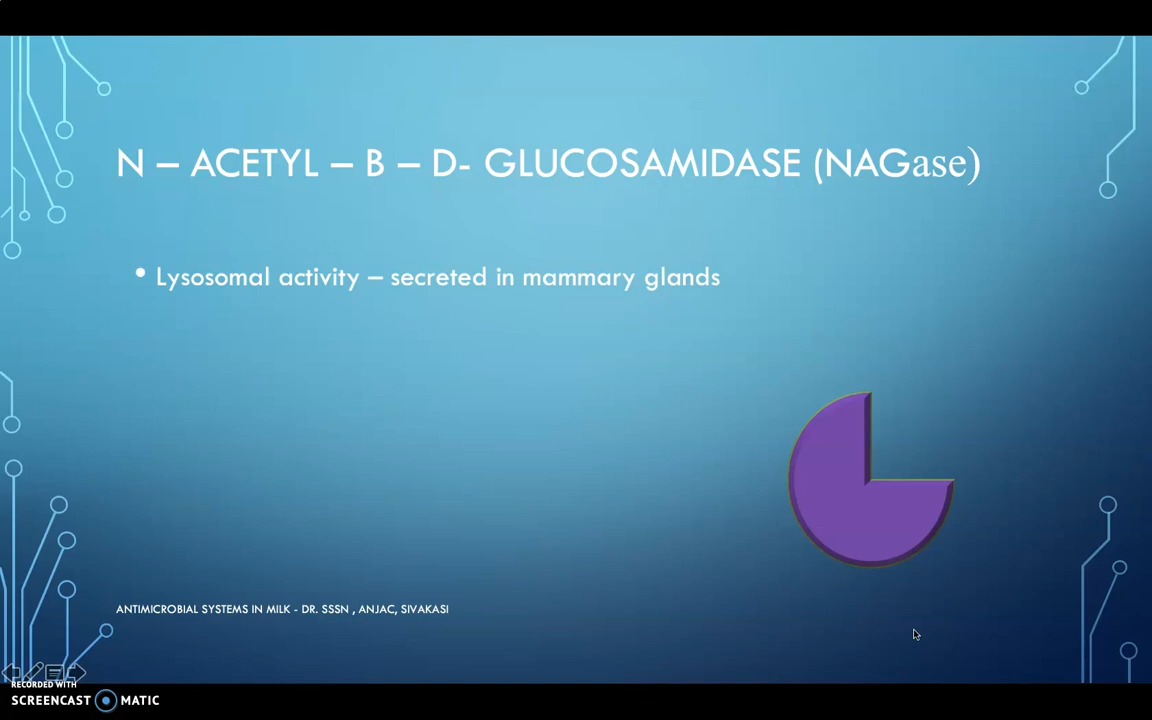 N – ACETYL – B – D- GLUCOSAMIDASE (NAGase)
• Lysosomal activity – secreted in mammary glands
ANTIMICROBIAL SYSTEMS IN MILK - DR. SSSN , ANJAC, SIVAKASI
RECORDED WITH
SCREENCAST MATIC